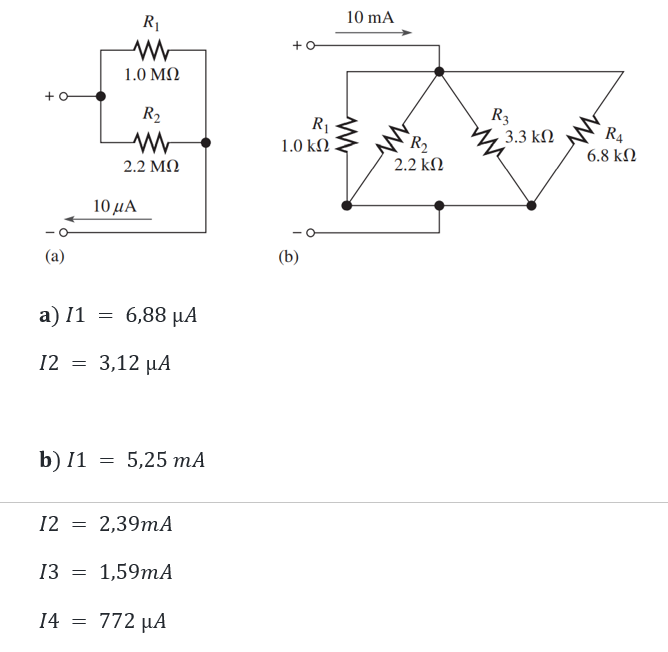 R1
1.0 MΩ
+
R2
2.2 MΩ
10 μA
−
(a)
10 mA
+
R1
1.0 kΩ
R2
2.2 kΩ
R3
3.3 kΩ
R4
6.8 kΩ
−
(b)
a) I1 = 6,88 μA
I2 = 3,12 μA
b) I1 = 5,25 mA
I2 = 2,39mA
I3 = 1,59mA
I4 = 772 μA